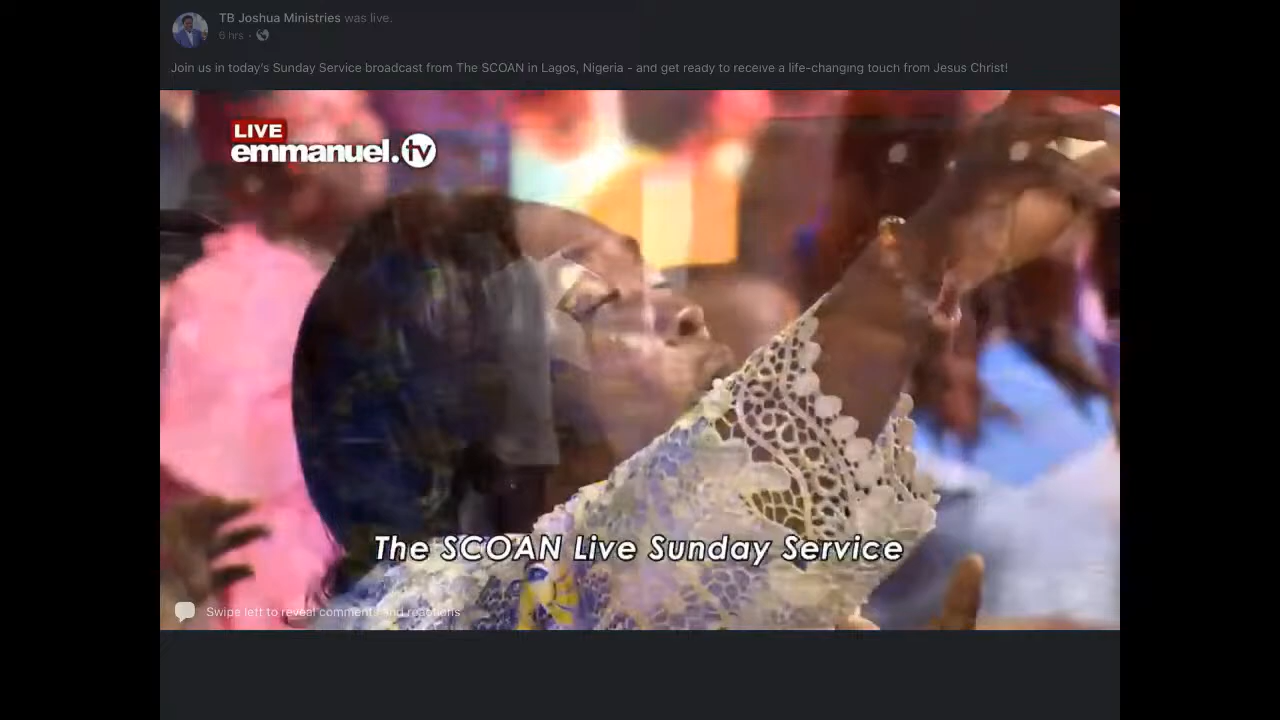 TB Joshua Ministries was live.
6 hrs ·
Join us in today's Sunday Service broadcast from The SCOAN in Lagos, Nigeria - and get ready to receive a life-changing touch from Jesus Christ!
LIVE
emmanuel.tv
The SCOAN Live Sunday Service
Swipe left to reveal comments and reactions